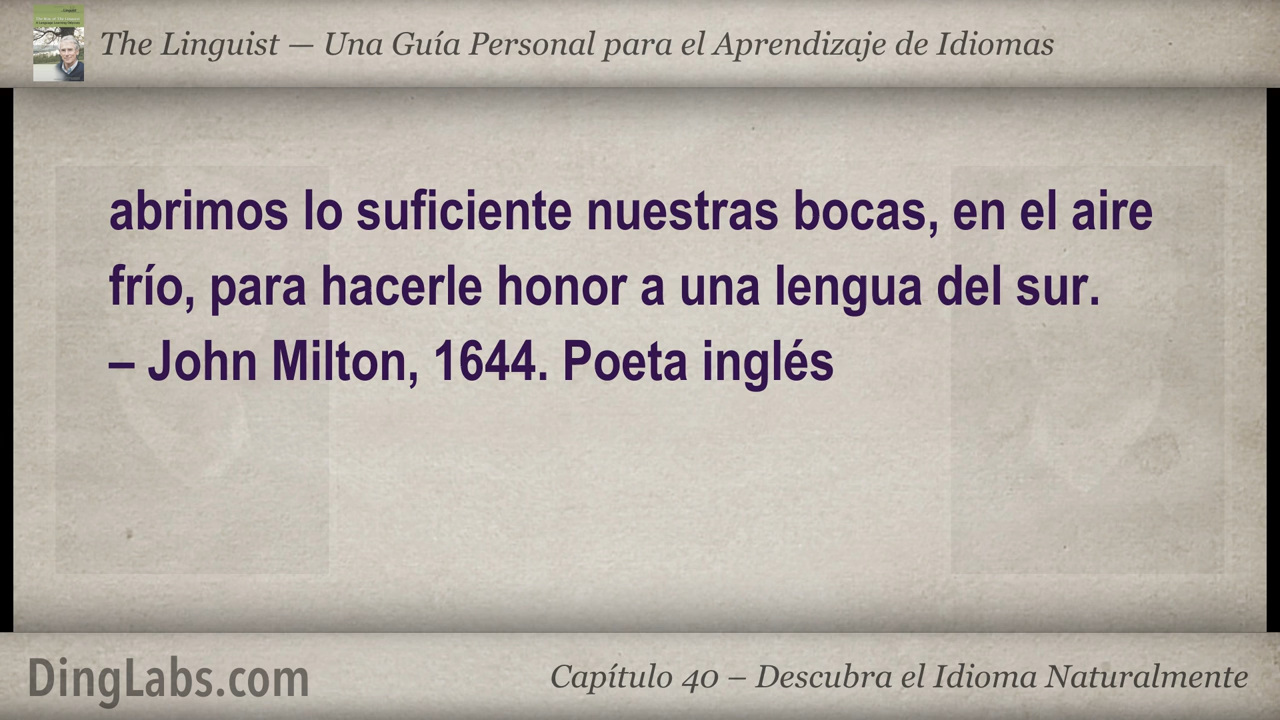 The Linguist — Una Guía Personal para el Aprendizaje de Idiomas
abrimos lo suficiente nuestras bocas, en el aire
frío, para hacerle honor a una lengua del sur.
– John Milton, 1644. Poeta inglés
DingLabs.com
Capítulo 40 – Descubra el Idioma Naturalmente